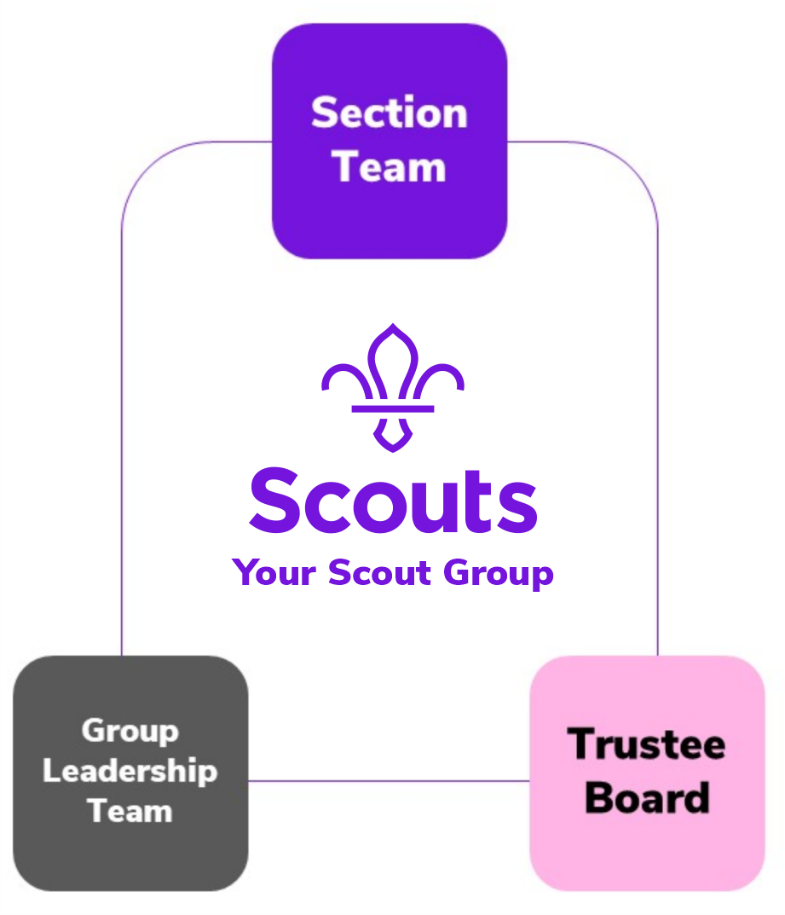 Section
Team
Scouts
Your Scout Group
Group
Leadership
Team
Trustee
Board